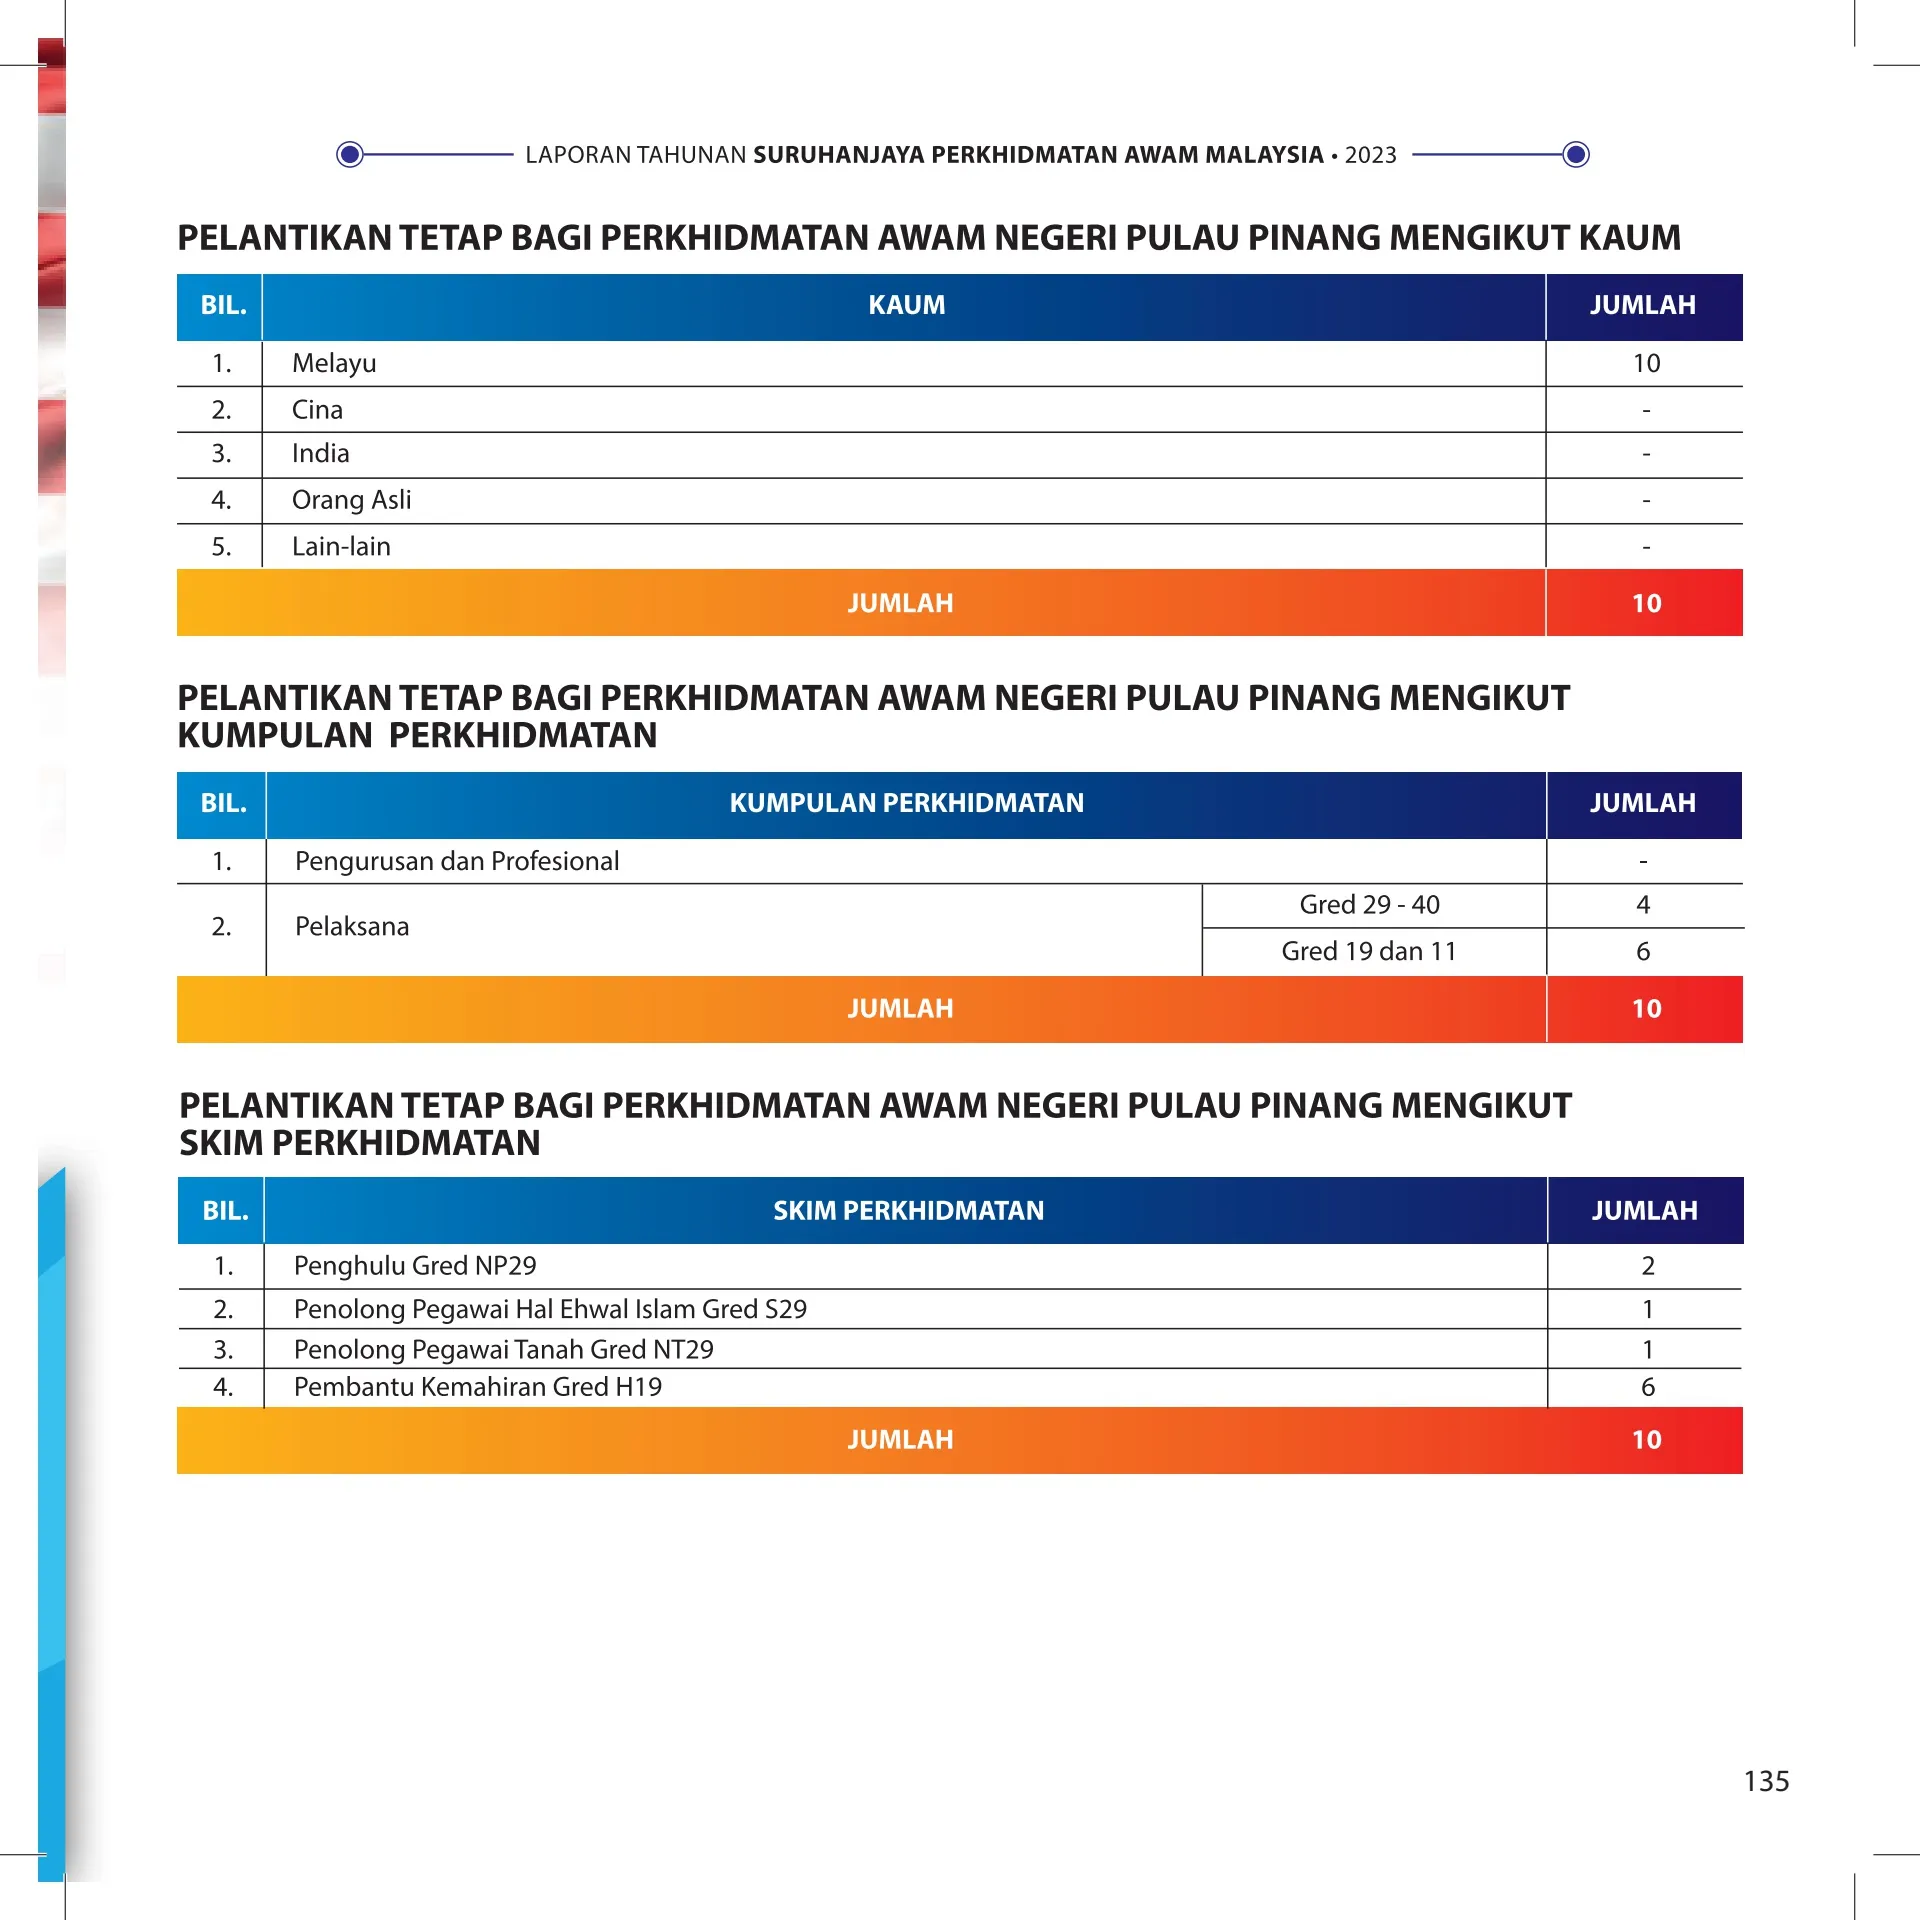 LAPORAN TAHUNAN SURUHANJAYA PERKHIDMATAN AWAM MALAYSIA • 2023
PELANTIKAN TETAP BAGI PERKHIDMATAN AWAM NEGERI PULAU PINANG MENGIKUT KAUM
BIL. KAUM JUMLAH
1. Melayu 10
2. Cina -
3. India -
4. Orang Asli -
5. Lain-lain -
JUMLAH 10
PELANTIKAN TETAP BAGI PERKHIDMATAN AWAM NEGERI PULAU PINANG MENGIKUT
KUMPULAN PERKHIDMATAN
BIL. KUMPULAN PERKHIDMATAN JUMLAH
1. Pengurusan dan Profesional -
2. Pelaksana Gred 29 - 40 4
Gred 19 dan 11 6
JUMLAH 10
PELANTIKAN TETAP BAGI PERKHIDMATAN AWAM NEGERI PULAU PINANG MENGIKUT
SKIM PERKHIDMATAN
BIL. SKIM PERKHIDMATAN JUMLAH
1. Penghulu Gred NP29 2
2. Penolong Pegawai Hal Ehwal Islam Gred S29 1
3. Penolong Pegawai Tanah Gred NT29 1
4. Pembantu Kemahiran Gred H19 6
JUMLAH 10
135